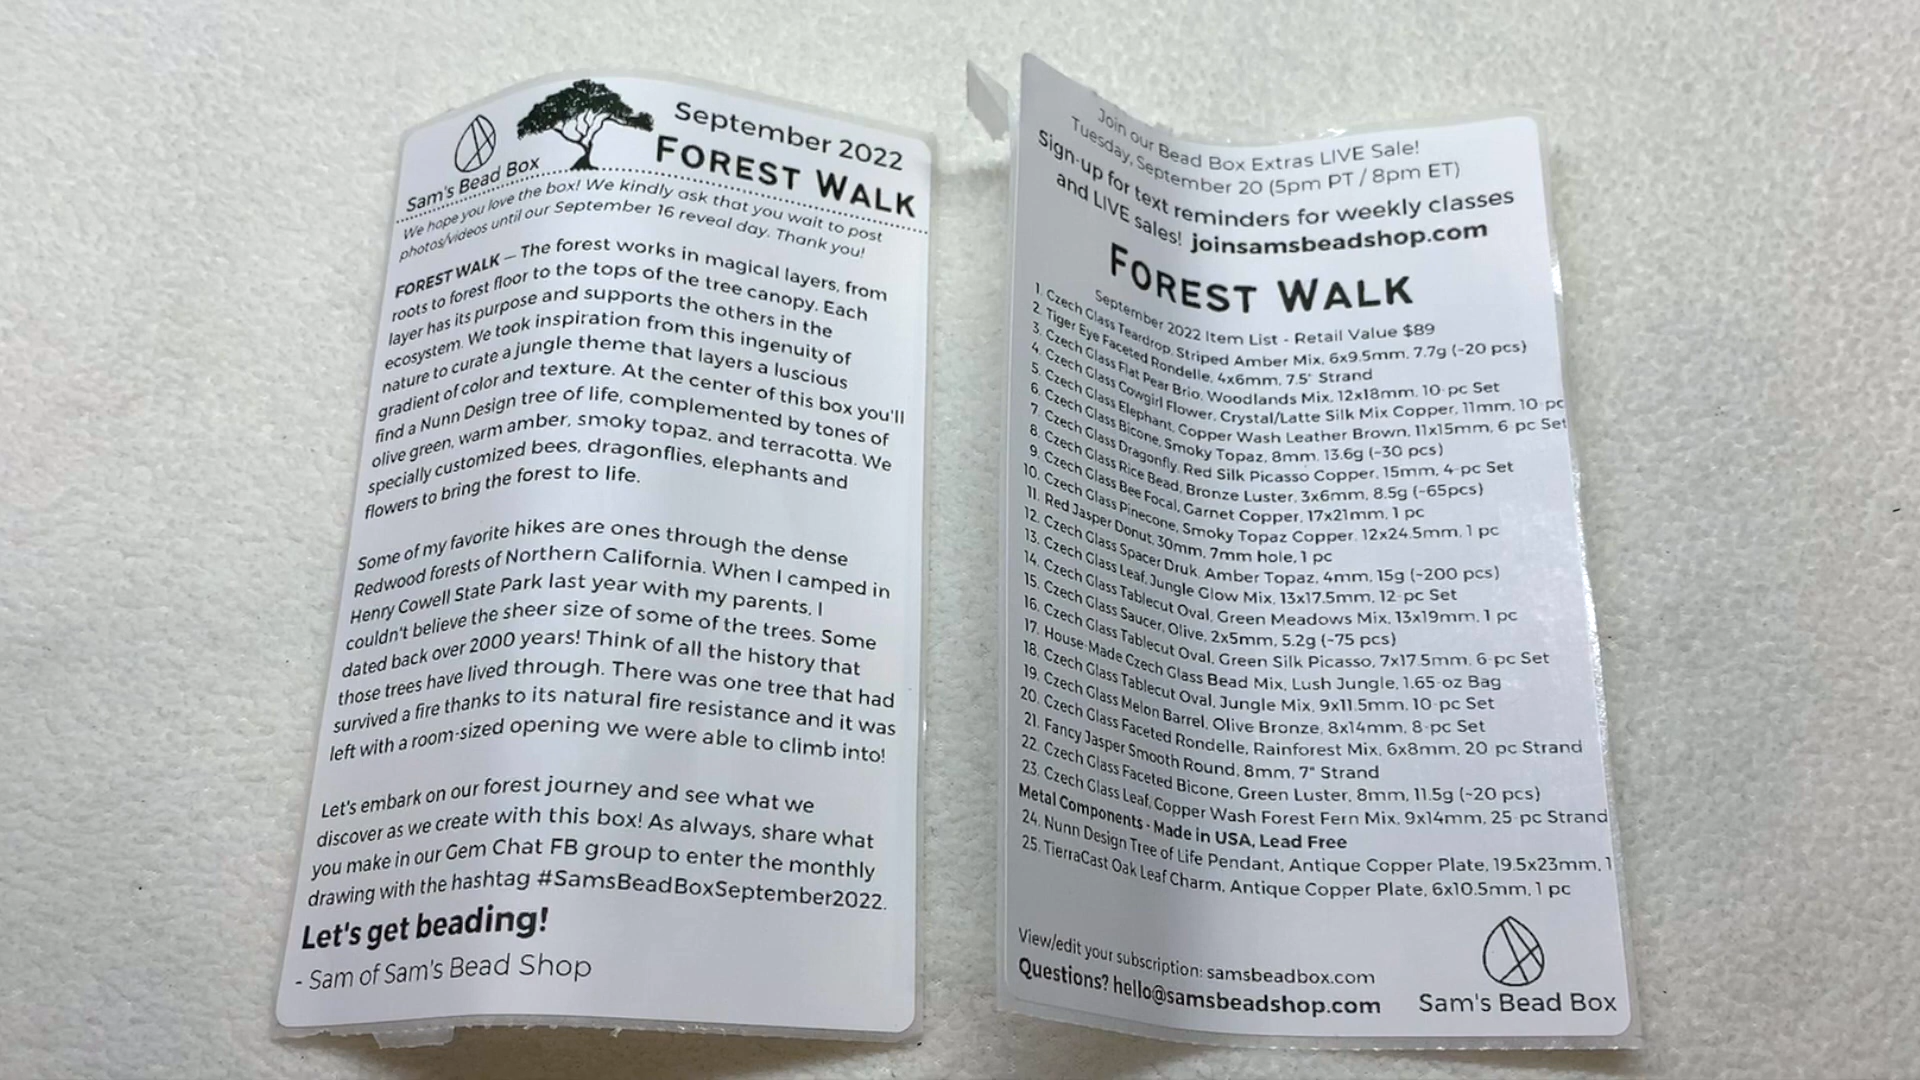 Sam's Bead Box
September 2022
FOREST WALK
We hope you love the box! We kindly ask that you wait to post
photos/videos until our September 16 reveal day. Thank you!
FOREST WALK — The forest works in magical layers, from
roots to forest floor to the tops of the tree canopy. Each
layer has its purpose and supports the others in the
ecosystem. We took inspiration from this ingenuity of
nature to curate a jungle theme that layers a luscious
gradient of color and texture. At the center of this box you'll
find a Nunn Design tree of life, complemented by tones of
olive green, warm amber, smoky topaz, and terracotta. We
specially customized bees, dragonflies, elephants and
flowers to bring the forest to life.
Some of my favorite hikes are ones through the dense
Redwood forests of Northern California. When I camped in
Henry Cowell State Park last year with my parents, I
couldn't believe the sheer size of some of the trees. Some
dated back over 2000 years! Think of all the history that
those trees have lived through. There was one tree that had
survived a fire thanks to its natural fire resistance and it was
left with a room-sized opening we were able to climb into!
Let's embark on our forest journey and see what we
discover as we create with this box! As always, share what
you make in our Gem Chat FB group to enter the monthly
drawing with the hashtag #SamsBeadBoxSeptember2022.
Let's get beading!
- Sam of Sam's Bead Shop
Join our Bead Box Extras LIVE Sale!
Tuesday, September 20 (5pm PT / 8pm ET)
Sign-up for text reminders for weekly classes
and LIVE sales! joinsamsbeadshop.com
FOREST WALK
September 2022 Item List - Retail Value $89
1. Czech Glass Teardrop, Striped Amber Mix, 6x9.5mm, 7.7g (~20 pcs)
2. Tiger Eye Faceted Rondelle, 4x6mm, 7.5" Strand
3. Czech Glass Flat Pear Brio, Woodlands Mix, 12x18mm, 10-pc Set
4. Czech Glass Cowgirl Flower, Crystal/Latte Silk Mix Copper, 11mm, 10-pc
5. Czech Glass Elephant, Copper Wash Leather Brown, 11x15mm, 6-pc Set
6. Czech Glass Bicone, Smoky Topaz, 8mm, 13.6g (~30 pcs)
7. Czech Glass Dragonfly, Red Silk Picasso Copper, 15mm, 4-pc Set
8. Czech Glass Rice Bead, Bronze Luster, 3x6mm, 8.5g (~65pcs)
9. Czech Glass Bee Focal, Garnet Copper, 17x21mm, 1 pc
10. Czech Glass Pinecone, Smoky Topaz Copper, 12x24.5mm, 1 pc
11. Red Jasper Donut, 30mm, 7mm hole, 1 pc
12. Czech Glass Spacer Druk, Amber Topaz, 4mm, 15g (~200 pcs)
13. Czech Glass Leaf, Jungle Glow Mix, 13x17.5mm, 12-pc Set
14. Czech Glass Tablecut Oval, Green Meadows Mix, 13x19mm, 1 pc
15. Czech Glass Saucer, Olive, 2x5mm, 5.2g (~75 pcs)
16. Czech Glass Tablecut Oval, Green Silk Picasso, 7x17.5mm, 6-pc Set
17. House-Made Czech Glass Bead Mix, Lush Jungle, 1.65-oz Bag
18. Czech Glass Tablecut Oval, Jungle Mix, 9x11.5mm, 10-pc Set
19. Czech Glass Melon Barrel, Olive Bronze, 8x14mm, 8-pc Set
20. Czech Glass Faceted Rondelle, Rainforest Mix, 6x8mm, 20-pc Strand
21. Fancy Jasper Smooth Round, 8mm, 7" Strand
22. Czech Glass Faceted Bicone, Green Luster, 8mm, 11.5g (~20 pcs)
23. Czech Glass Leaf, Copper Wash Forest Fern Mix, 9x14mm, 25-pc Strand
Metal Components - Made in USA, Lead Free
24. Nunn Design Tree of Life Pendant, Antique Copper Plate, 19.5x23mm, 1
25. TierraCast Oak Leaf Charm, Antique Copper Plate, 6x10.5mm, 1 pc
View/edit your subscription: samsbeadbox.com
Questions? hello@samsbeadshop.com
Sam's Bead Box